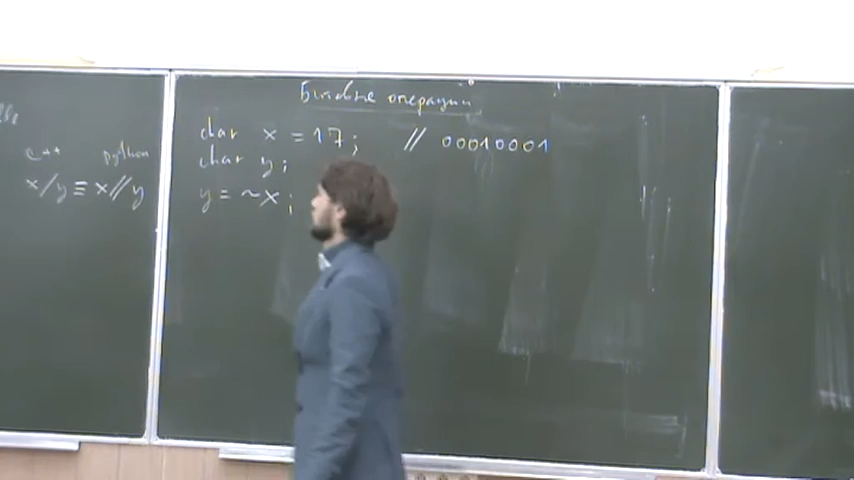 c++ python
x/y ≡ x//y
Битовые операции
char x = 17; // 00010001
char y;
y = ~x;